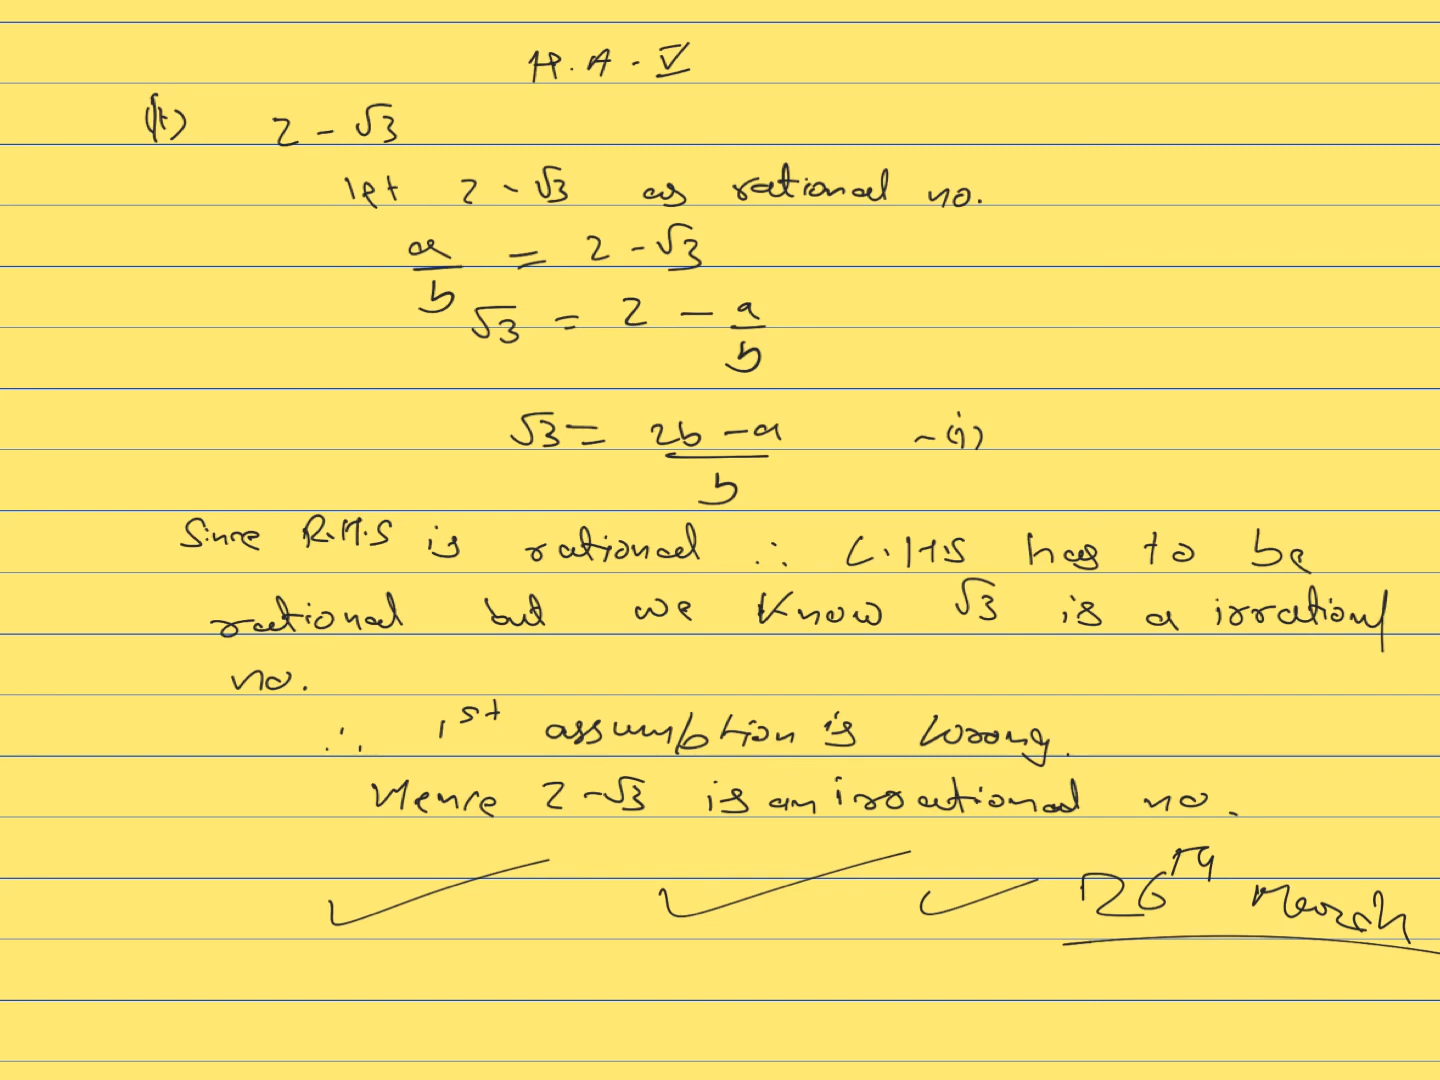 H.A - V
2 - √3
let 2 - √3 as rational no.
a/b = 2 - √3
√3 = 2 - a/b
√3 = (2b - a)/b - (i)
Since R.H.S is rational ∴ L.H.S has to be
rational but we know √3 is a irrational
no.
∴ 1st assumption is wrong.
Hence 2 - √3 is an irrational no.
26TH March